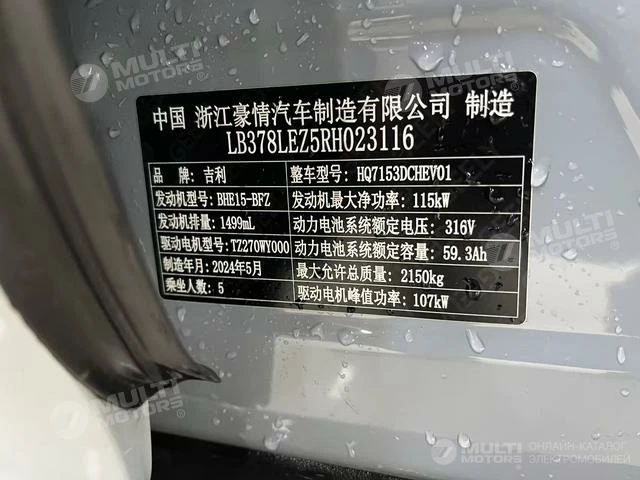 中国 浙江豪情汽车制造有限公司 制造
LB378LEZ5RH023116
品 牌: 吉利
整车型号: HQ7153DCHEV01
发动机型号: BHE15-BFZ
发动机最大净功率: 115kW
发动机排量: 1499mL
动力电池系统额定电压: 316V
驱动电机型号: TZ270WY000
动力电池系统额定容量: 59.3Ah
制造年月: 2024年5月
最大允许总质量: 2150kg
乘坐人数: 5
驱动电机峰值功率: 107kW
MULTI MOTORS
MULTI MOTORS
MULTI MOTORS
MULTI MOTORS
MULTI MOTORS
ОНЛАЙН-КАТАЛОГ
ЭЛЕКТРОМОБИЛЕЙ